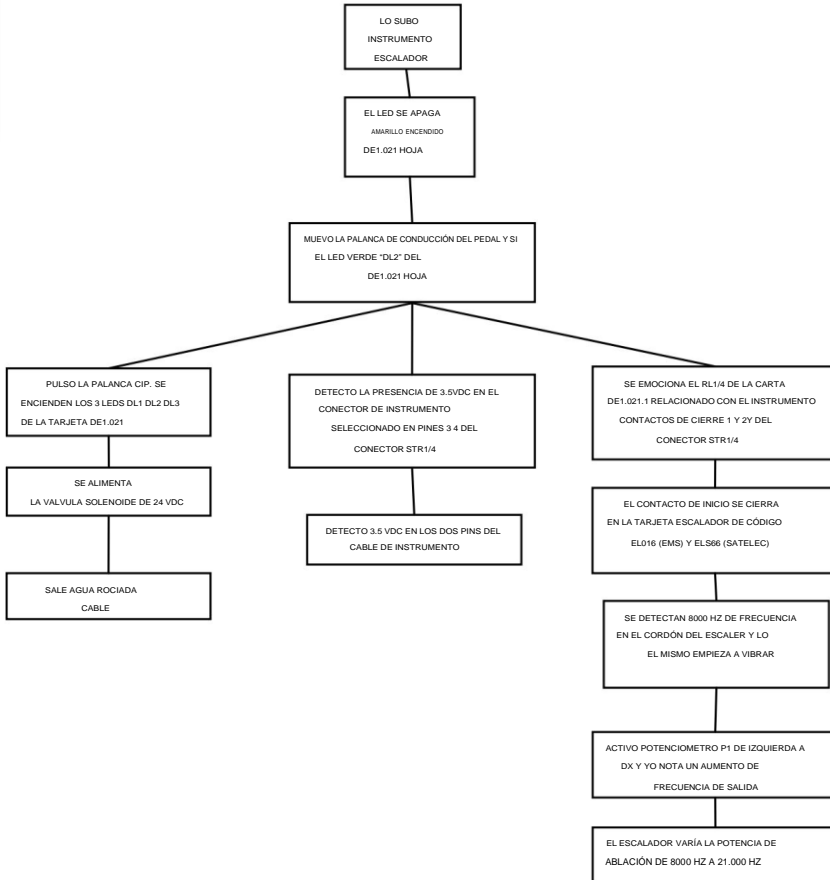 LO SUBO
INSTRUMENTO
ESCALADOR
EL LED SE APAGA
AMARILLO ENCENDIDO
DE1.021 HOJA
MUEVO LA PALANCA DE CONDUCCIÓN DEL PEDAL Y SI
EL LED VERDE “DL2” DEL
DE1.021 HOJA
PULSO LA PALANCA CIP. SE
ENCIENDEN LOS 3 LEDS DL1 DL2 DL3
DE LA TARJETA DE1.021
SE ALIMENTA
LA VALVULA SOLENOIDE DE 24 VDC
SALE AGUA ROCIADA
CABLE
DETECTO LA PRESENCIA DE 3.5VDC EN EL
CONECTOR DE INSTRUMENTO
SELECCIONADO EN PINES 3 4 DEL
CONECTOR STR1/4
DETECTO 3.5 VDC EN LOS DOS PINS DEL
CABLE DE INSTRUMENTO
SE EMOCIONA EL RL1/4 DE LA CARTA
DE1.021.1 RELACIONADO CON EL INSTRUMENTO
CONTACTOS DE CIERRE 1 Y 2Y DEL
CONECTOR STR1/4
EL CONTACTO DE INICIO SE CIERRA
EN LA TARJETA ESCALADOR DE CÓDIGO
EL016 (EMS) Y ELS66 (SATELEC)
SE DETECTAN 8000 HZ DE FRECUENCIA
EN EL CORDÓN DEL ESCALER Y LO
EL MISMO EMPIEZA A VIBRAR
ACTIVO POTENCIOMETRO P1 DE IZQUIERDA A
DX Y YO NOTA UN AUMENTO DE
FRECUENCIA DE SALIDA
EL ESCALADOR VARÍA LA POTENCIA DE
ABLACIÓN DE 8000 HZ A 21.000 HZ